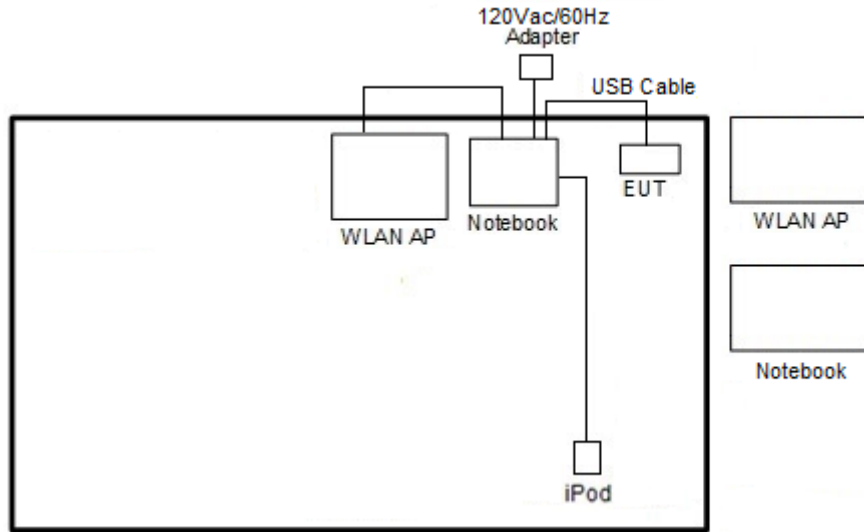 120Vac/60Hz
Adapter
USB Cable
WLAN AP
Notebook
EUT
WLAN AP
Notebook
iPod